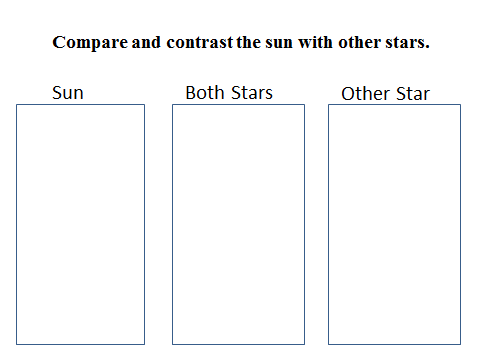 Compare and contrast the sun with other stars.
Sun Both Stars Other Star